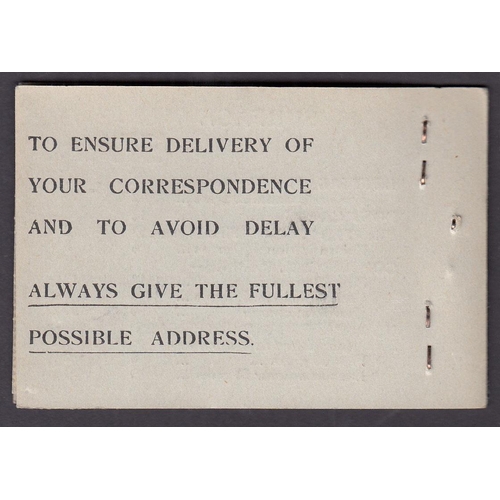 TO ENSURE DELIVERY OF
YOUR CORRESPONDENCE
AND TO AVOID DELAY
ALWAYS GIVE THE FULLEST
POSSIBLE ADDRESS.